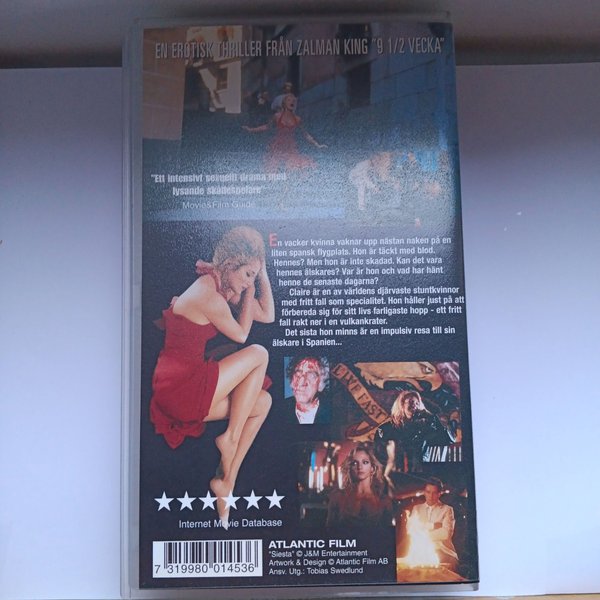 EN EROTISK THRILLER FRÅN ZALMAN KING "9 1/2 VECKA"
"Ett intensivt sexuellt drama med
lysande skådespelare"
Movies Film Guide
En vacker kvinna vaknar upp nästan naken på en
liten spansk flygplats. Hon är täckt med blod.
Hennes? Men hon är inte skadad. Kan det vara
hennes älskares? Var är hon och vad har hänt
henne de senaste dagarna?
Claire är en av världens djärvaste stuntkvinnor
med fritt fall som specialitet. Hon håller just på att
förbereda sig för sitt livs farligaste hopp - ett fritt
fall rakt ner i en vulkankrater.
Det sista hon minns är en impulsiv resa till sin
älskare i Spanien...
LIVE FAST
Internet Movie Database
ATLANTIC FILM
"Siesta" © J&M Entertainment
Artwork & Design © Atlantic Film AB
Ansv. Utg.: Tobias Swedlund
7 319980 014536